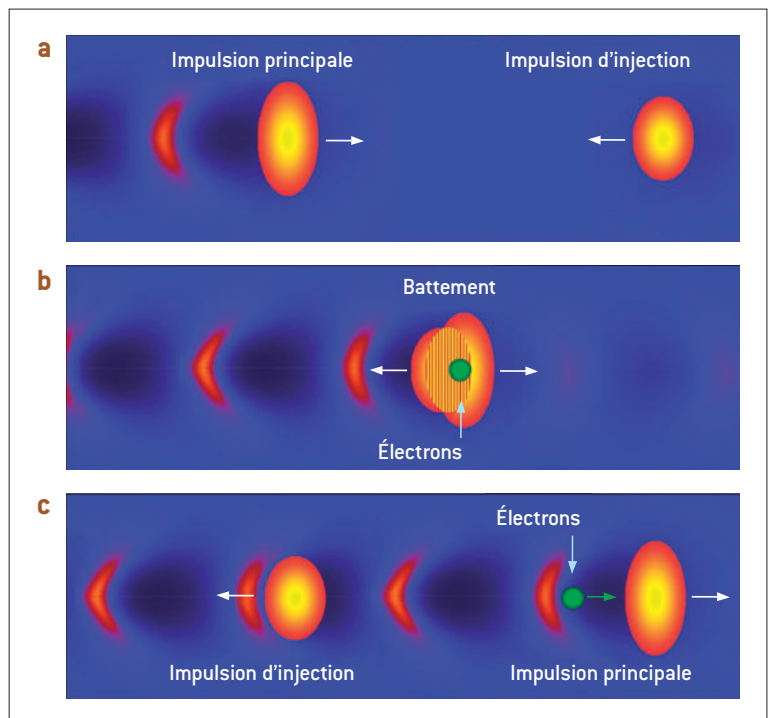 a
Impulsion principale
Impulsion d’injection
b
Battement
Électrons
c
Électrons
Impulsion d’injection
Impulsion principale